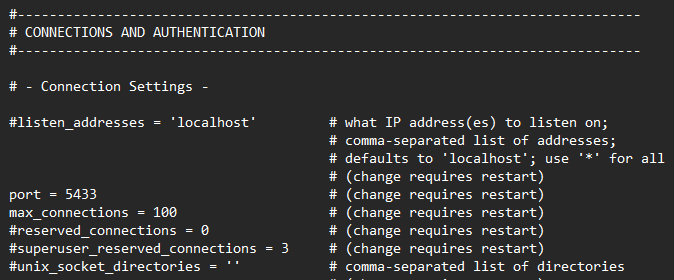 #------------------------------------------------------------------------------
# CONNECTIONS AND AUTHENTICATION
#------------------------------------------------------------------------------
# - Connection Settings -
#listen_addresses = 'localhost'         # what IP address(es) to listen on;
                                        # comma-separated list of addresses;
                                        # defaults to 'localhost'; use '*' for all
                                        # (change requires restart)
port = 5433                             # (change requires restart)
max_connections = 100                   # (change requires restart)
#reserved_connections = 0               # (change requires restart)
#superuser_reserved_connections = 3     # (change requires restart)
#unix_socket_directories = ''           # comma-separated list of directories